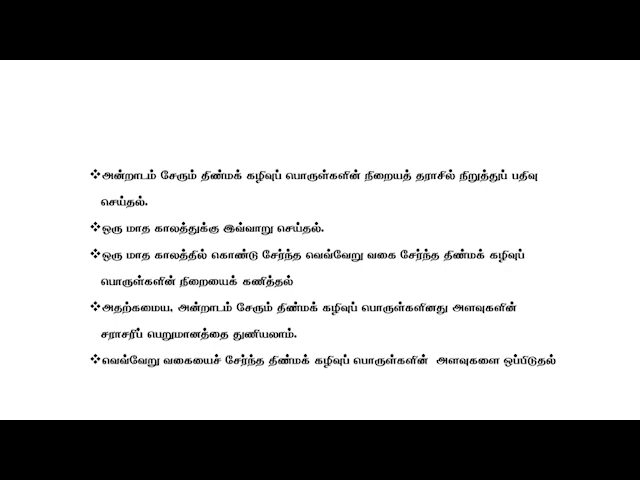 ❖அன்றாடம் சேரும் திண்மக் கழிவுப் பொருள்களின் நிறையத் தராசில் நிறுத்துப் பதிவு
செய்தல்.
❖ஒரு மாத காலத்துக்கு இவ்வாறு செய்தல்.
❖ஒரு மாத காலத்தில் கொண்டு சேர்ந்த வெவ்வேறு வகை சேர்ந்த திண்மக் கழிவுப்
பொருள்களின் நிறையைக் கணித்தல்
❖அதற்கமைய, அன்றாடம் சேரும் திண்மக் கழிவுப் பொருள்களினது அளவுகளின்
சராசரிப் பெறுமானத்தை துணியலாம்.
❖வெவ்வேறு வகையைச் சேர்ந்த திண்மக் கழிவுப் பொருள்களின் அளவுகளை ஒப்பிடுதல்